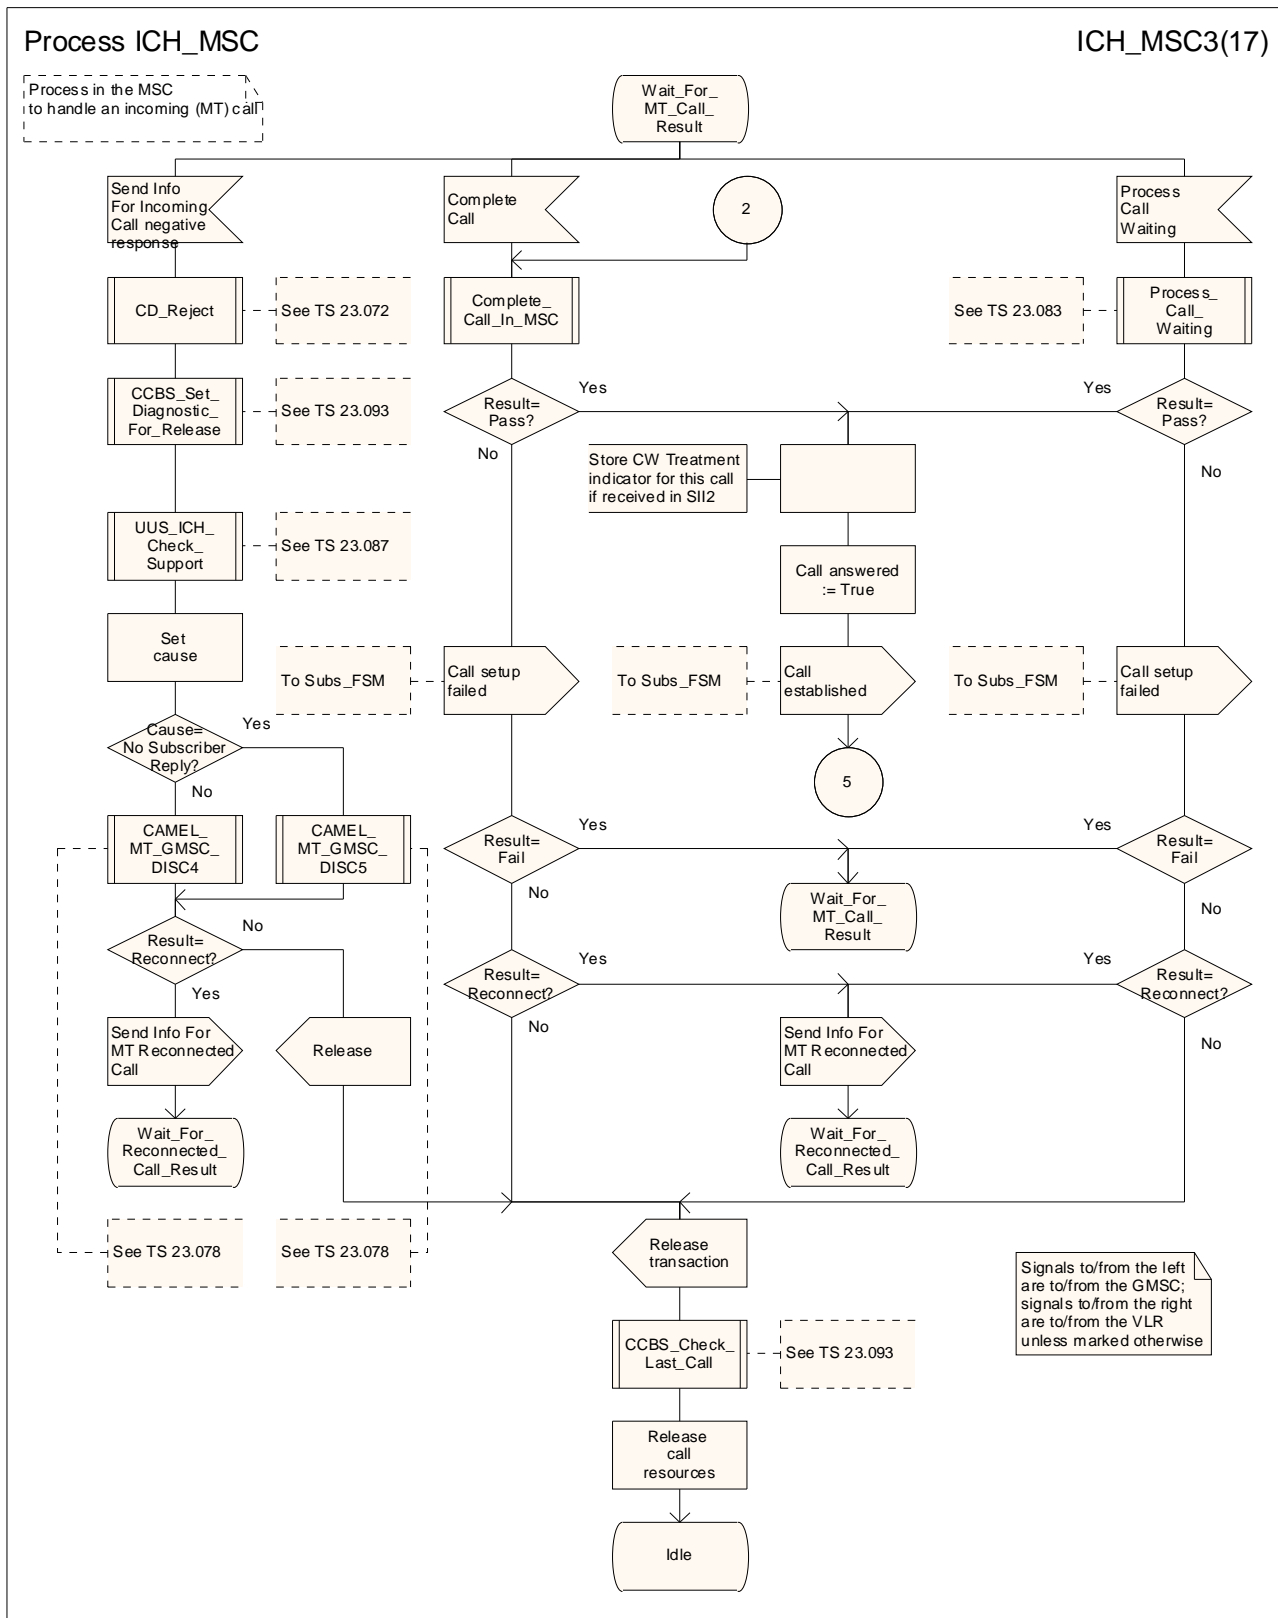 Process ICH_MSC
ICH_MSC3(17)
Process in the MSC
to handle an incoming (MT) call
Wait_For_
MT_Call_
Result
Send Info
For Incoming
Call negative
response
Complete
Call
2
Process
Call
Waiting
CD_Reject
See TS 23.072
Complete_
Call_In_MSC
See TS 23.083
Process_
Call_
Waiting
CCBS_Set_
Diagnostic_
For_Release
See TS 23.093
Result=
Pass?
Yes
No
Yes
Result=
Pass?
No
Store CW Treatment
indicator for this call
if received in SII2
UUS_ICH_
Check_
Support
See TS 23.087
Call answered
:= True
Set
cause
To Subs_FSM
Call setup
failed
To Subs_FSM
Call
established
To Subs_FSM
Call setup
failed
Cause=
No Subscriber
Reply?
Yes
No
5
CAMEL_
MT_GMSC_
DISC4
CAMEL_
MT_GMSC_
DISC5
Result=
Fail
Yes
No
Yes
Result=
Fail
No
Wait_For_
MT_Call_
Result
Result=
Reconnect?
No
Yes
Result=
Reconnect?
Yes
No
Yes
Result=
Reconnect?
No
Send Info For
MT Reconnected
Call
Release
Send Info For
MT Reconnected
Call
Wait_For_
Reconnected_
Call_Result
Wait_For_
Reconnected_
Call_Result
See TS 23.078
See TS 23.078
Release
transaction
Signals to/from the left
are to/from the GMSC;
signals to/from the right
are to/from the VLR
unless marked otherwise
CCBS_Check_
Last_Call
See TS 23.093
Release
call
resources
Idle